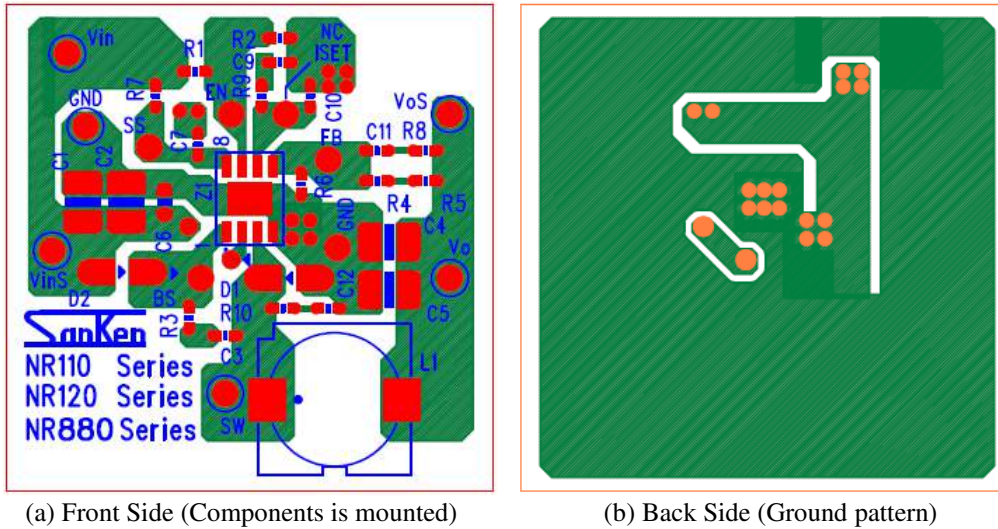 Vin
R1
R2
C9
NC
ISET
R7
EN
R9
C10
VoS
GND
SS
C7
8
FB
C11
R8
C1
C2
Z1
R6
R4
R5
C6
1
GND
C4
VinS
Vo
D2
BS
D1
C12
C5
R3
R10
SanKen
C3
L1
NR110 Series
NR120 Series
NR880 Series
SW
(a) Front Side (Components is mounted)
(b) Back Side (Ground pattern)